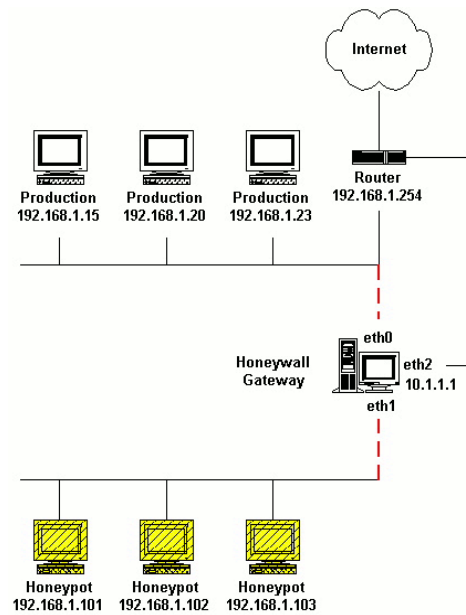 Internet
Production
192.168.1.15
Production
192.168.1.20
Production
192.168.1.23
Router
192.168.1.254
Honeywall
Gateway
eth0
eth2
10.1.1.1
eth1
Honeypot
192.168.1.101
Honeypot
192.168.1.102
Honeypot
192.168.1.103